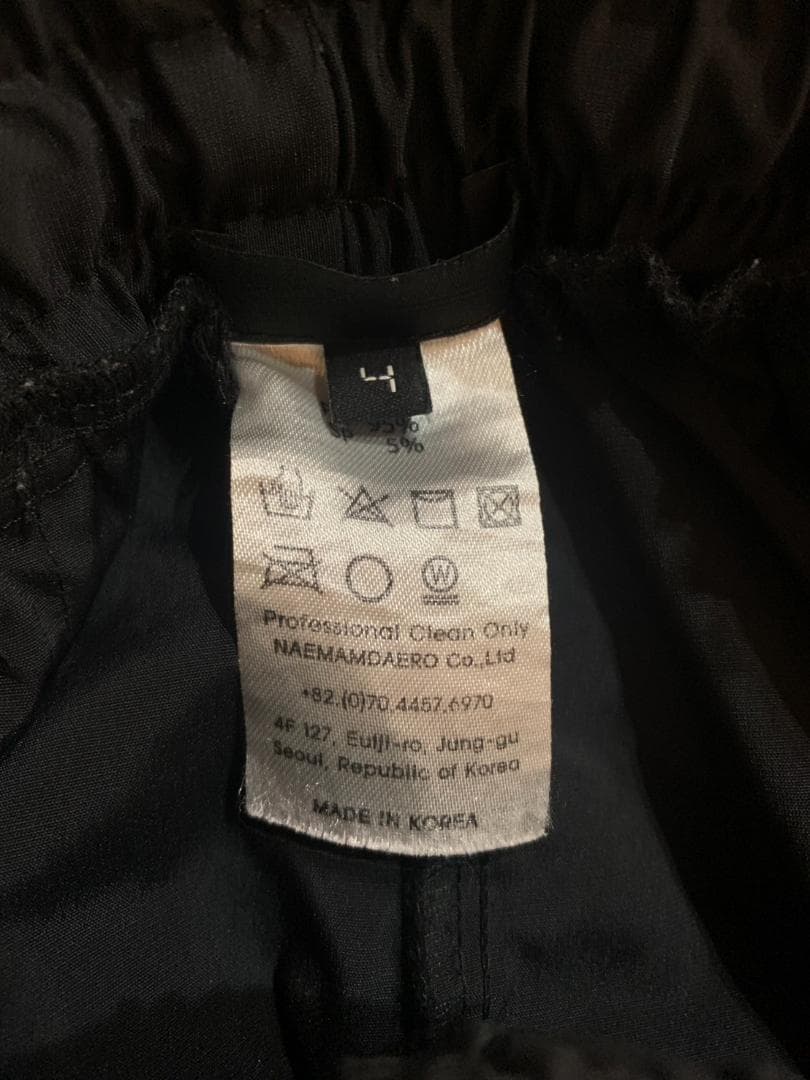 4
95%
5%
W
Professional Clean Only
NAEMAMDAERO Co.,Ltd
+82.(0)70.4457.6970
4F 127, Eulji-ro, Jung-gu
Seoul, Republic of Korea
MADE IN KOREA